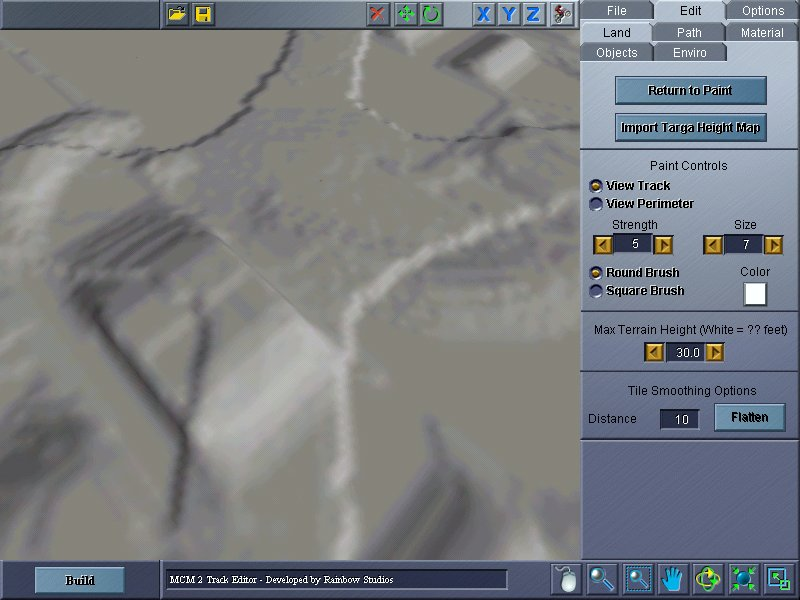 File Edit Options
X Y Z
Land Path Material
Objects Enviro
Return to Paint
Import Targa Height Map
Paint Controls
View Track
View Perimeter
Strength Size
5 7
Round Brush Color
Square Brush
Max Terrain Height (White = ?? feet)
30.0
Tile Smoothing Options
Distance 10 Flatten
Build MCM 2 Track Editor - Developed by Rainbow Studios